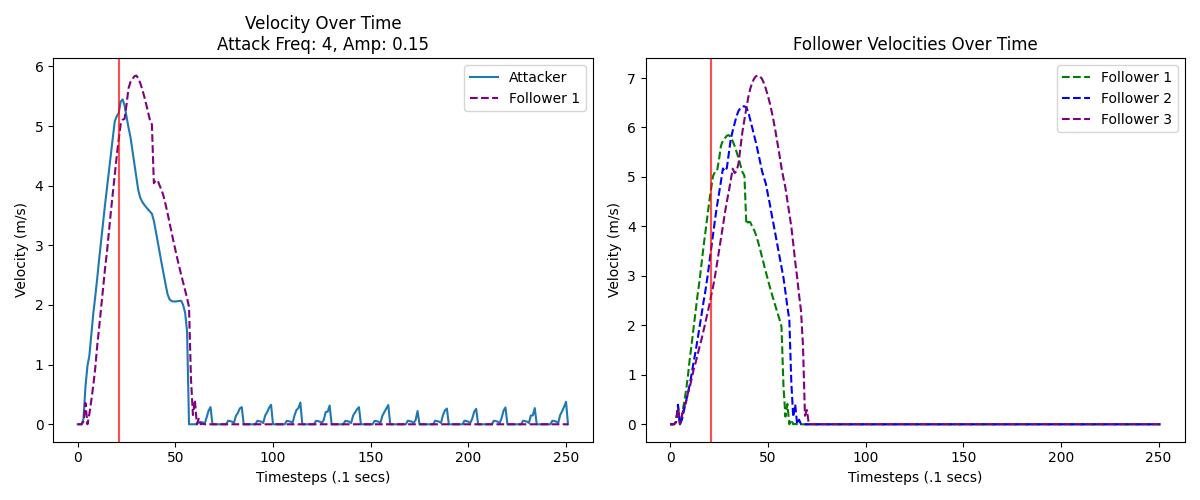 Velocity Over Time
Attack Freq: 4, Amp: 0.15
Velocity (m/s)
6
5
4
3
2
1
0
Attacker
Follower 1
0 50 100 150 200 250
Timesteps (.1 secs)
Follower Velocities Over Time
Velocity (m/s)
7
6
5
4
3
2
1
0
Follower 1
Follower 2
Follower 3
0 50 100 150 200 250
Timesteps (.1 secs)